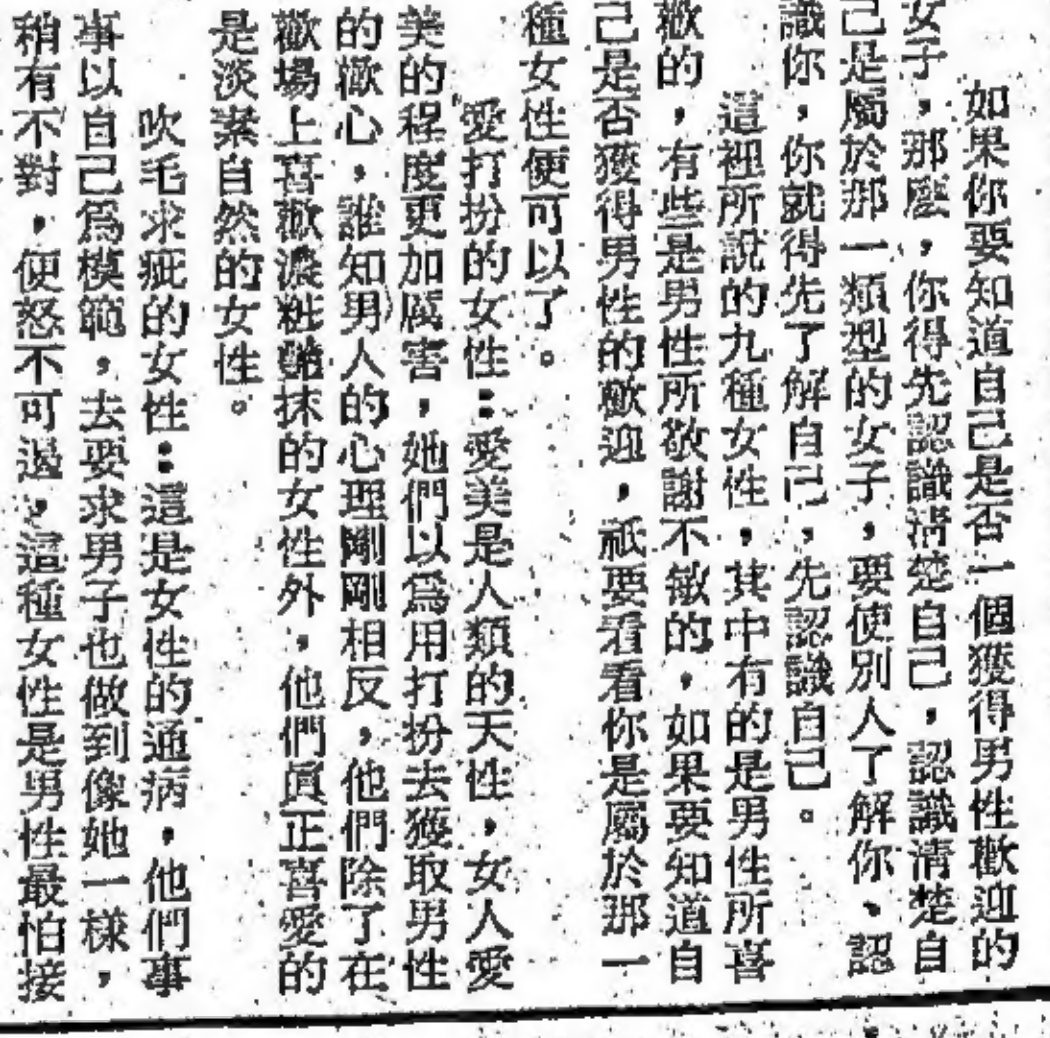 如果你要知道自己是否一個獲得男性歡迎的
女子，那麽，你得先認識清楚自己，認識清楚自
己是屬於那一類型的女子，要使別人了解你、認
識你，你就得先了解自己，先認識自己。
這裡所說的九種女性，其中有的是男性所喜
歡的，有些是男性所敬謝不敏的，如果要知道自
己是否獲得男性的歡迎，祇要看看你是屬於那一
種女性便可以了。
愛打扮的女性：愛美是人類的天性，女人愛
美的程度更加厲害，她們以爲用打扮去獲取男性
的歡心，誰知男人的心理剛剛相反，他們除了在
歡場上喜歡濃粧艷抹的女性外，他們眞正喜愛的
是淡素自然的女性。
吹毛求疵的女性：這是女性的通病，他們事
事以自己爲模範，去要求男子也做到像她一樣，
稍有不對，便怒不可遏，這種女性是男性最怕接